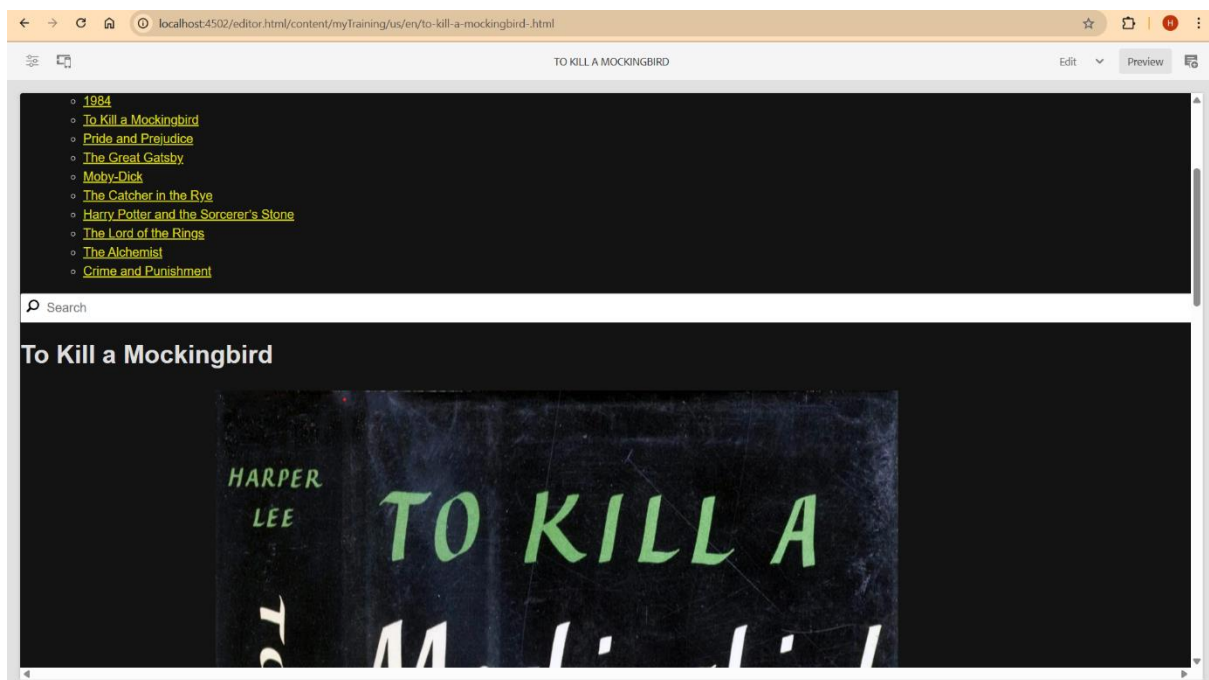 localhost:4502/editor.html/content/myTraining/us/en/to-kill-a-mockingbird-.html
H
TO KILL A MOCKINGBIRD
Edit
Preview
1984
To Kill a Mockingbird
Pride and Prejudice
The Great Gatsby
Moby-Dick
The Catcher in the Rye
Harry Potter and the Sorcerer's Stone
The Lord of the Rings
The Alchemist
Crime and Punishment
Search
To Kill a Mockingbird
HARPER
LEE
TO KILL A